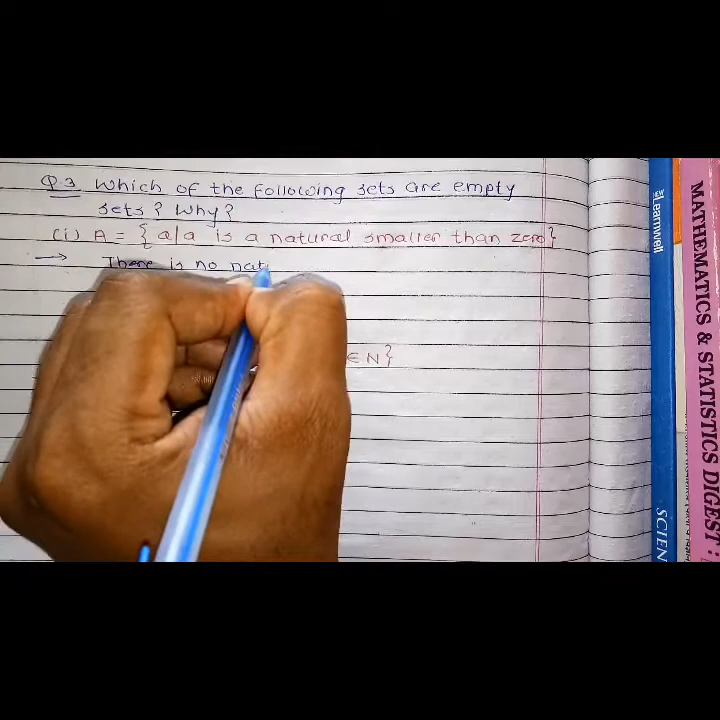 Q.3 Which of the following sets are empty
sets? Why?
(i) A = { a/a is a natural smaller than zero}
→ There is no nat
∈ N}
Learnwell
SCIEN
MATHEMATICS & STATISTICS DIGEST :